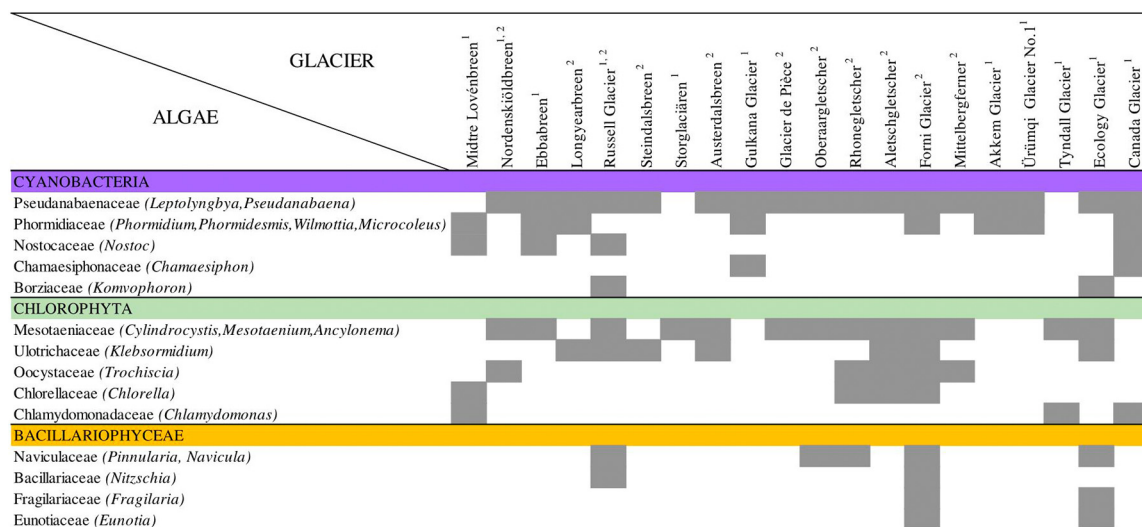 GLACIER
ALGAE
Midtre Lovénbreen 1
Nordenskiöldbreen 1, 2
Ebbabreen 1
Longyearbreen 2
Russell Glacier 1, 2
Steindalsbreen 2
Storglaciären 1
Austerdalsbreen 2
Gulkana Glacier 1
Glacier de Pièce 2
Oberaargletscher 2
Rhonegletscher 2
Aletschgletscher 2
Forni Glacier 2
Mittelbergferner 2
Akkem Glacier 1
Ürümqi Glacier No.1 1
Tyndall Glacier 1
Ecology Glacier 1
Canada Glacier 1
CYANOBACTERIA
Pseudanabaenaceae (Leptolyngbya,Pseudanabaena)
Phormidiaceae (Phormidium,Phormidesmis,Wilmottia,Microcoleus)
Nostocaceae (Nostoc)
Chamaesiphonaceae (Chamaesiphon)
Borziaceae (Komvophoron)
CHLOROPHYTA
Mesotaeniaceae (Cylindrocystis,Mesotaenium,Ancylonema)
Ulotrichaceae (Klebsormidium)
Oocystaceae (Trochiscia)
Chlorellaceae (Chlorella)
Chlamydomonadaceae (Chlamydomonas)
BACILLARIOPHYCEAE
Naviculaceae (Pinnularia, Navicula)
Bacillariaceae (Nitzschia)
Fragilariaceae (Fragilaria)
Eunotiaceae (Eunotia)